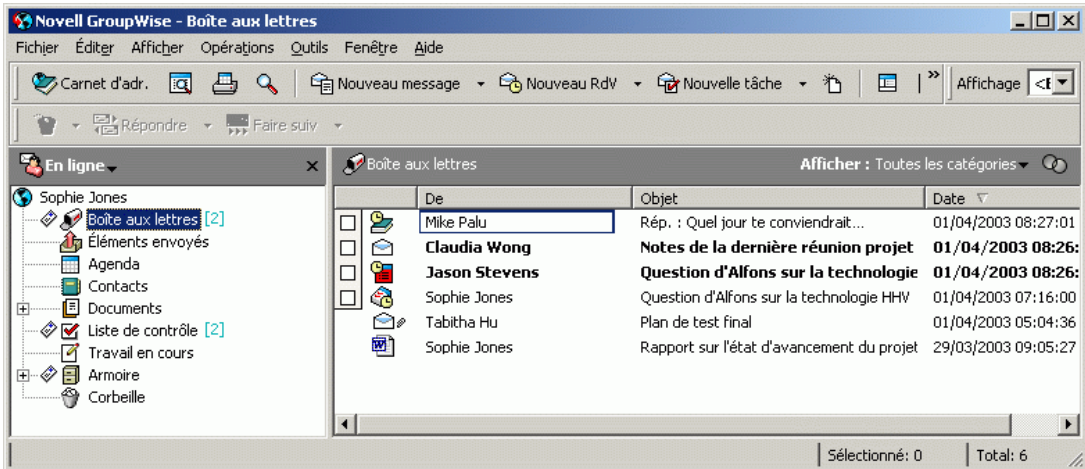 Novell GroupWise - Boîte aux lettres
Fichier Éditer Afficher Opérations Outils Fenêtre Aide
Carnet d'adr. Nouveau message Nouveau RdV Nouvelle tâche » Affichage
Répondre Faire suiv
En ligne
Boîte aux lettres Afficher : Toutes les catégories
Sophie Jones
Boîte aux lettres [2]
Éléments envoyés
Agenda
Contacts
Documents
Liste de contrôle [2]
Travail en cours
Armoire
Corbeille
De Objet Date
Mike Palu Rép. : Quel jour te conviendrait... 01/04/2003 08:27:01
Claudia Wong Notes de la dernière réunion projet 01/04/2003 08:26:
Jason Stevens Question d'Alfons sur la technologie 01/04/2003 08:26:
Sophie Jones Question d'Alfons sur la technologie HHV 01/04/2003 07:16:00
Tabitha Hu Plan de test final 01/04/2003 05:04:36
Sophie Jones Rapport sur l'état d'avancement du projet 29/03/2003 09:05:27
Sélectionné: 0 Total: 6